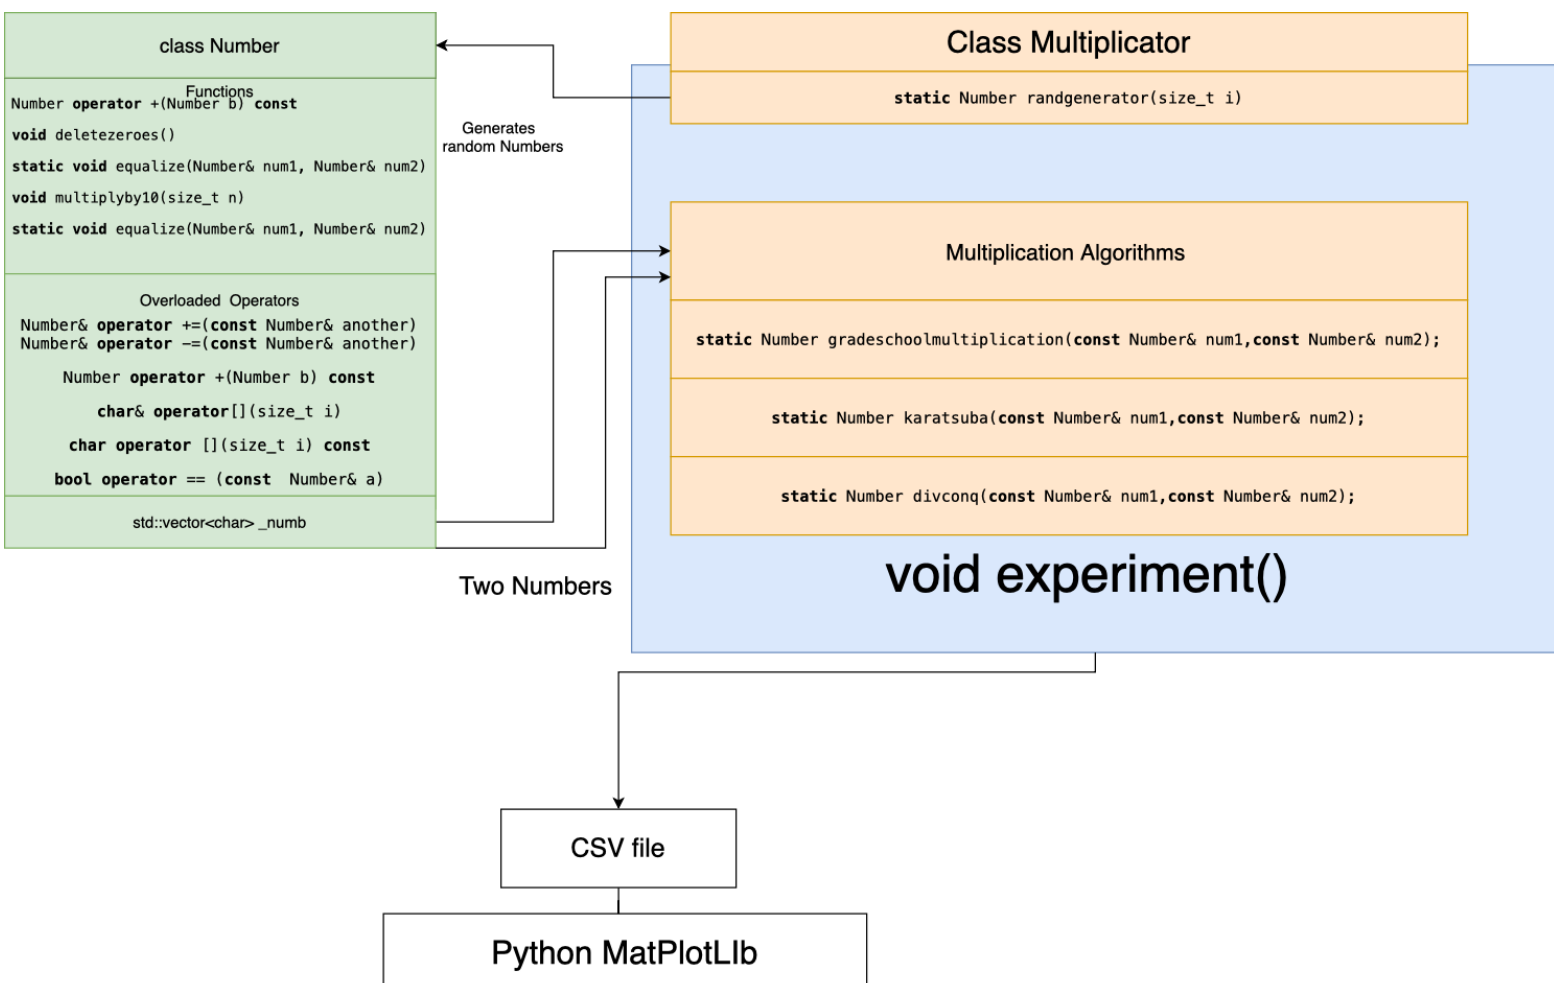 class Number
Functions
Number operator +(Number b) const
void deletezeroes()
static void equalize(Number& num1, Number& num2)
void multiplyby10(size_t n)
static void equalize(Number& num1, Number& num2)
Overloaded Operators
Number& operator +=(const Number& another)
Number& operator -=(const Number& another)
Number operator +(Number b) const
char& operator[](size_t i)
char operator [](size_t i) const
bool operator == (const Number& a)
std::vector<char> _numb
Generates
random Numbers
Two Numbers
Class Multiplicator
static Number randgenerator(size_t i)
Multiplication Algorithms
static Number gradeschoolmultiplication(const Number& num1,const Number& num2);
static Number karatsuba(const Number& num1,const Number& num2);
static Number divconq(const Number& num1,const Number& num2);
void experiment()
CSV file
Python MatPlotLIb